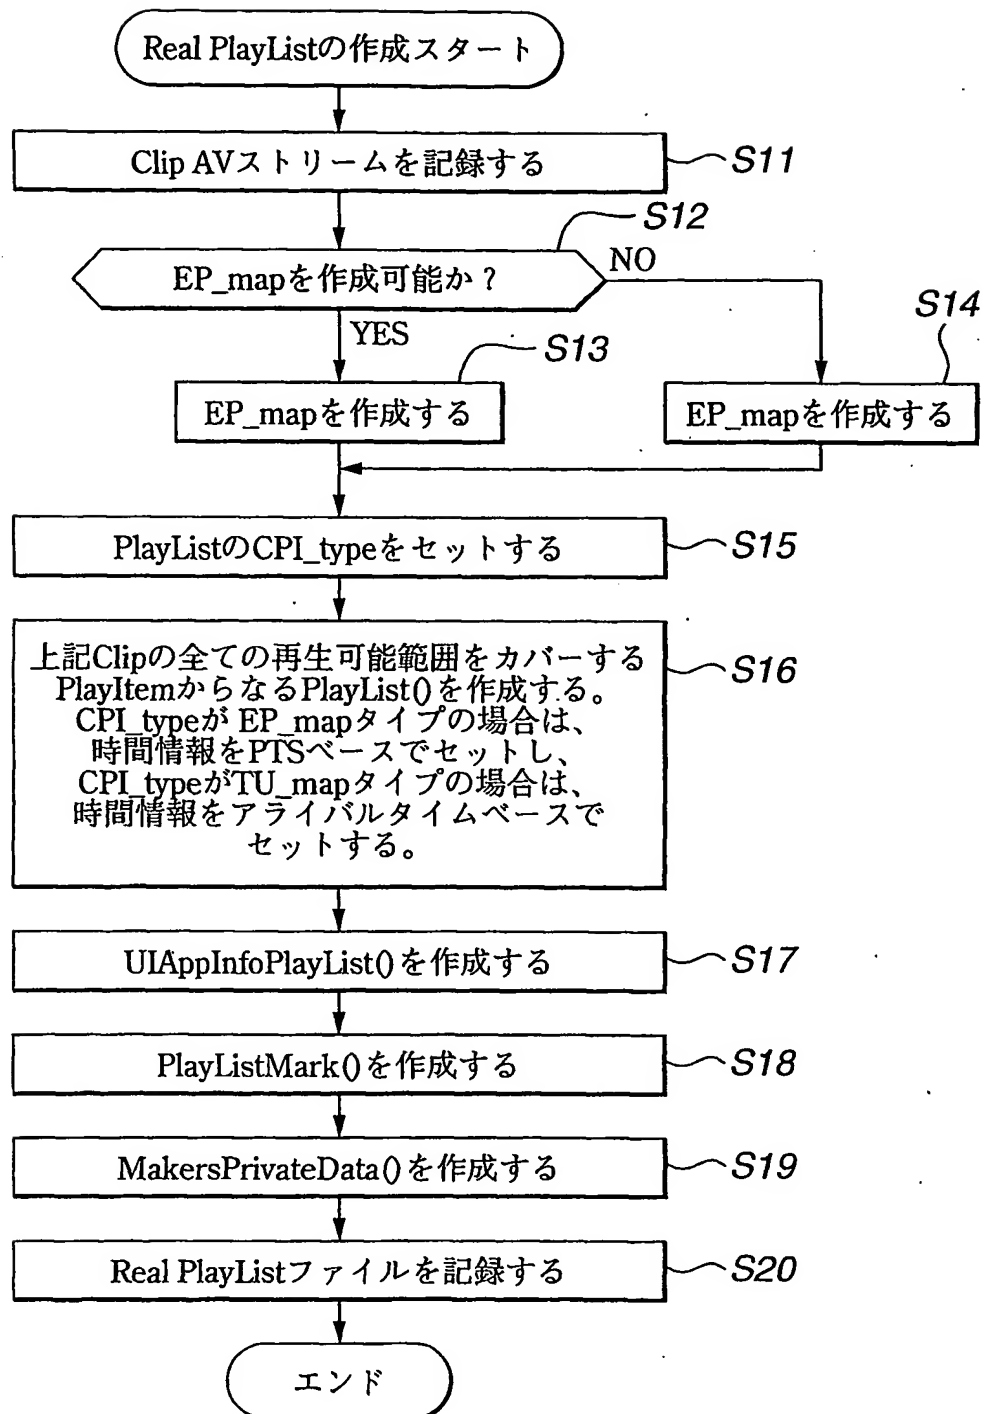 Real PlayListの作成スタート
Clip AVストリームを記録する
S11
S12
EP_mapを作成可能か?
NO
YES
S13
S14
EP_mapを作成する
EP_mapを作成する
PlayListのCPI_typeをセットする
S15
上記Clipの全ての再生可能範囲をカバーする
PlayItemからなるPlayList()を作成する。
CPI_typeが EP_mapタイプの場合は、
時間情報をPTSベースでセットし、
CPI_typeがTU_mapタイプの場合は、
時間情報をアライバルタイムベースで
セットする。
S16
UIAppInfoPlayList()を作成する
S17
PlayListMark()を作成する
S18
MakersPrivateData()を作成する
S19
Real PlayListファイルを記録する
S20
エンド